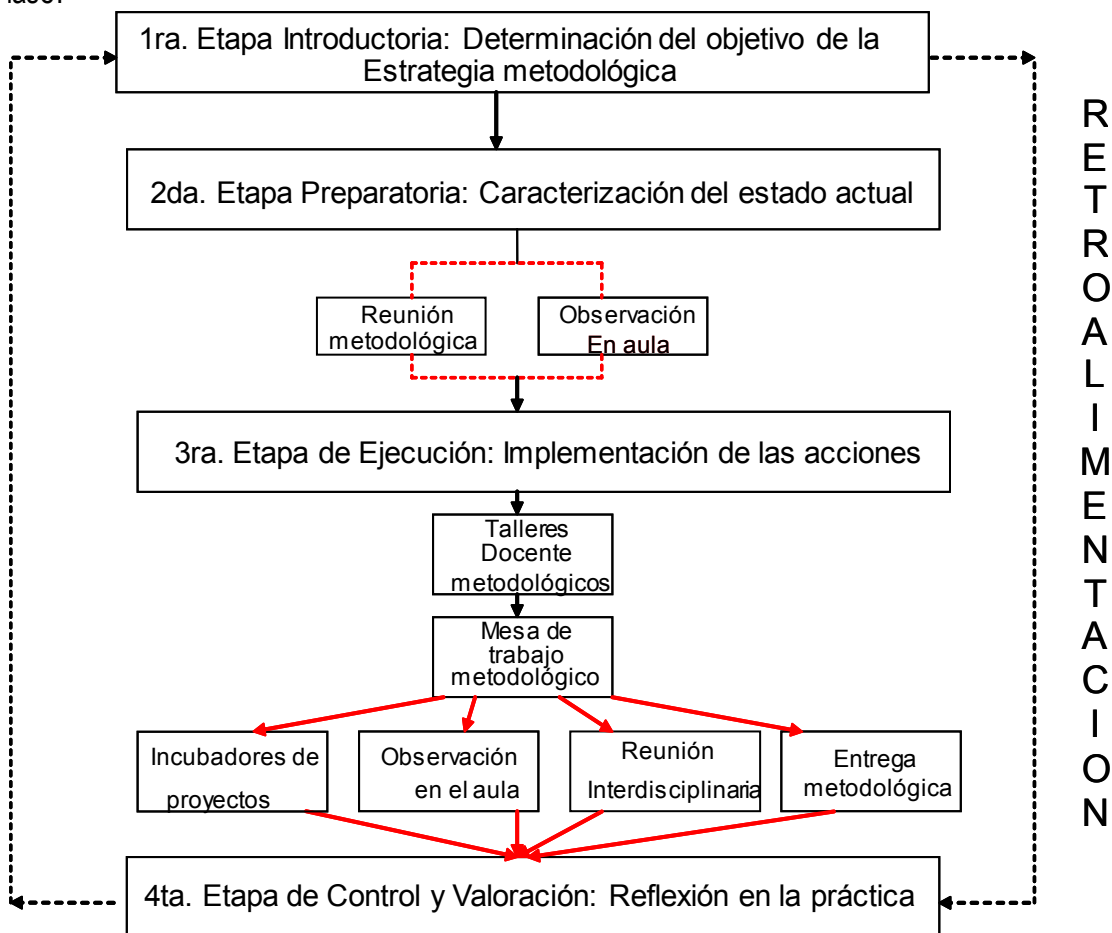 1ra. Etapa Introductoria: Determinación del objetivo de la
Estrategia metodológica
2da. Etapa Preparatoria: Caracterización del estado actual
Reunión
metodológica
Observación
En aula
3ra. Etapa de Ejecución: Implementación de las acciones
Talleres
Docente
metodológicos
Mesa de
trabajo
metodológico
Incubadores de
proyectos
Observación
en el aula
Reunión
Interdisciplinaria
Entrega
metodológica
4ta. Etapa de Control y Valoración: Reflexión en la práctica
R
E
T
R
O
A
L
I
M
E
N
T
A
C
I
O
N